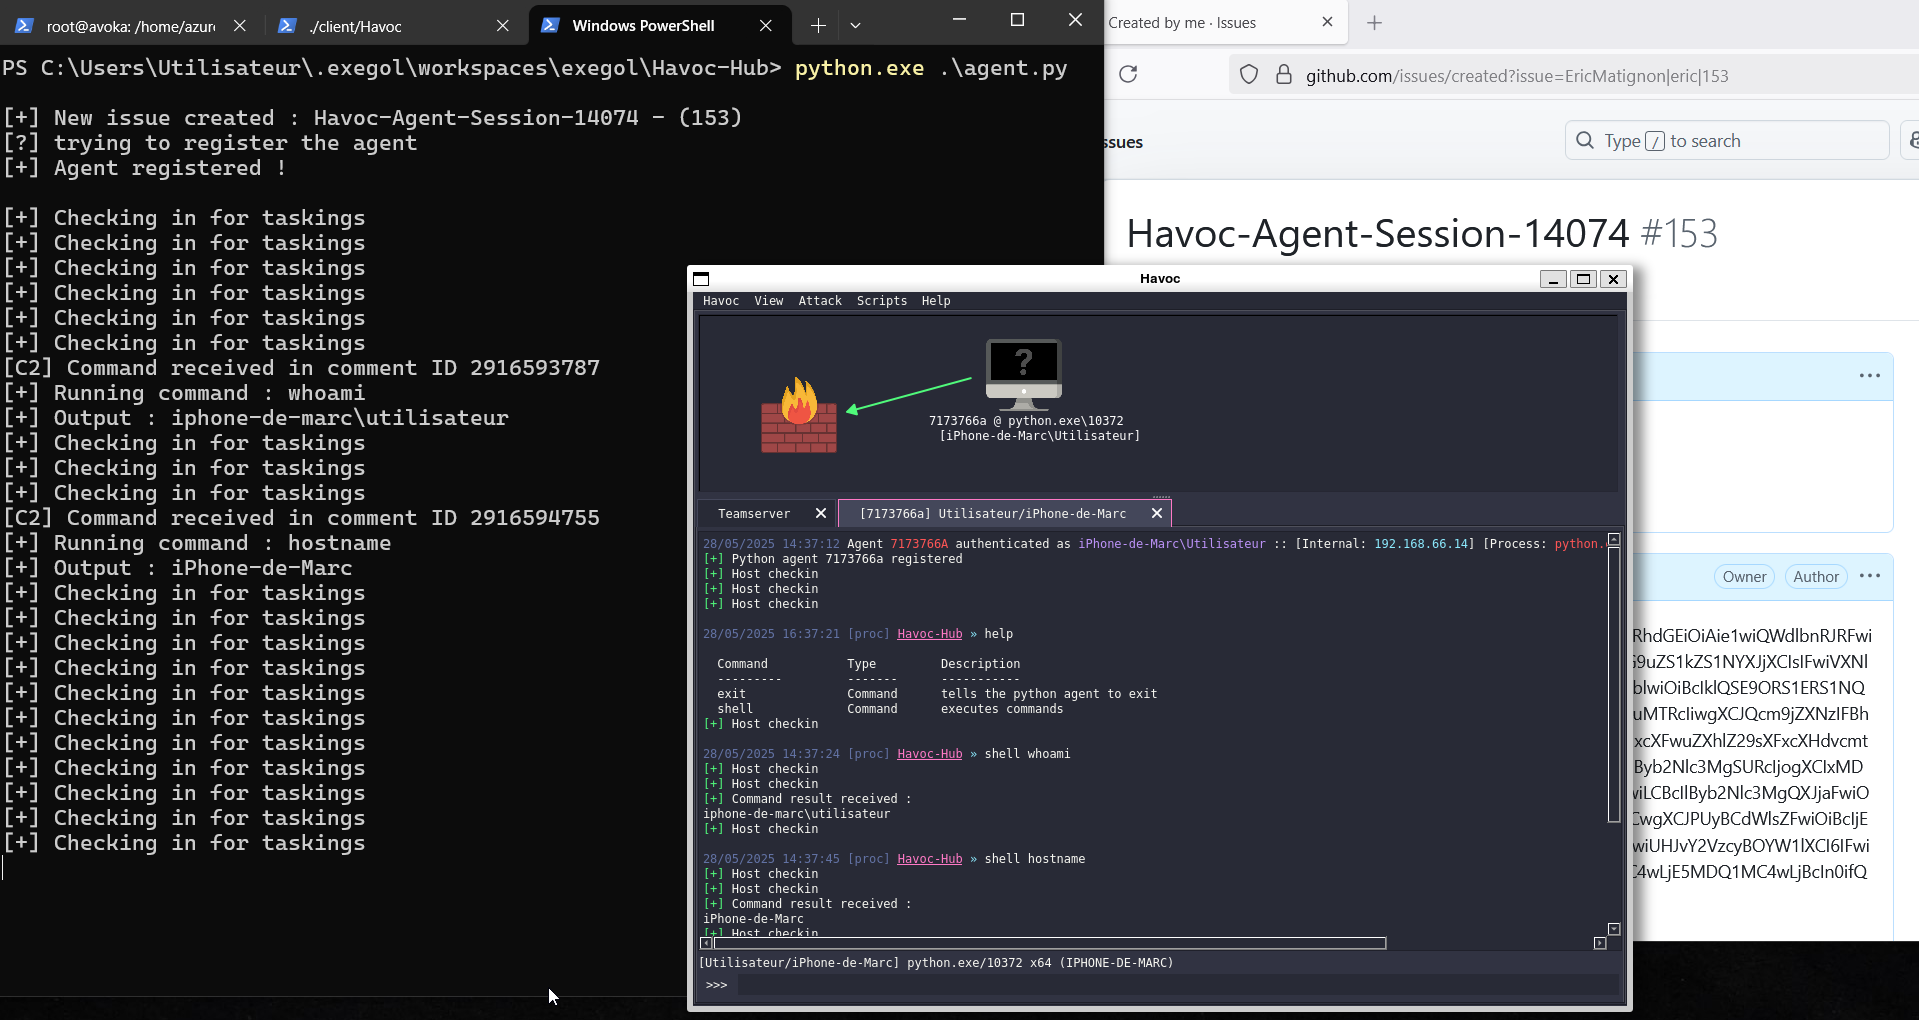 root@avoka: /home/azur
./client/Havoc
Windows PowerShell
PS C:\Users\Utilisateur\.exegol\workspaces\exegol\Havoc-Hub> python.exe .\agent.py
[+] New issue created : Havoc-Agent-Session-14074 - (153)
[?] trying to register the agent
[+] Agent registered !
[+] Checking in for taskings
[+] Checking in for taskings
[+] Checking in for taskings
[+] Checking in for taskings
[+] Checking in for taskings
[+] Checking in for taskings
[C2] Command received in comment ID 2916593787
[+] Running command : whoami
[+] Output : iphone-de-marc\utilisateur
[+] Checking in for taskings
[+] Checking in for taskings
[+] Checking in for taskings
[C2] Command received in comment ID 2916594755
[+] Running command : hostname
[+] Output : iPhone-de-Marc
[+] Checking in for taskings
[+] Checking in for taskings
[+] Checking in for taskings
[+] Checking in for taskings
[+] Checking in for taskings
[+] Checking in for taskings
[+] Checking in for taskings
[+] Checking in for taskings
[+] Checking in for taskings
[+] Checking in for taskings
[+] Checking in for taskings
Created by me · Issues
github.com/issues/created?issue=EricMatignon|eric|153
ssues
Type / to search
Havoc-Agent-Session-14074 #153
Havoc
Havoc View Attack Scripts Help
?
7173766a @ python.exe\10372
[iPhone-de-Marc\Utilisateur]
Teamserver
[7173766a] Utilisateur/iPhone-de-Marc
28/05/2025 14:37:12 Agent 7173766A authenticated as iPhone-de-Marc\Utilisateur :: [Internal: 192.168.66.14] [Process: python.
[+] Python agent 7173766a registered
[+] Host checkin
[+] Host checkin
[+] Host checkin
28/05/2025 16:37:21 [proc] Havoc-Hub » help
Command Type Description
--------- ------- -----------
exit Command tells the python agent to exit
shell Command executes commands
[+] Host checkin
28/05/2025 14:37:24 [proc] Havoc-Hub » shell whoami
[+] Host checkin
[+] Host checkin
[+] Command result received :
iphone-de-marc\utilisateur
[+] Host checkin
28/05/2025 14:37:45 [proc] Havoc-Hub » shell hostname
[+] Host checkin
[+] Host checkin
[+] Command result received :
iPhone-de-Marc
[+] Host checkin
[Utilisateur/iPhone-de-Marc] python.exe/10372 x64 (IPHONE-DE-MARC)
>>>
Owner Author
RhdGEiOiAie1wiQWdlbnRJRFwi
9uZS1kZS1NYXJjXCIsIFwiVXNl
blwiOiBcIklQSE9ORS1ERS1NQ
uMTRcIiwgXCJQcm9jZXNzIFBh
xcXFwuZXhlZ29sXFxcXHdvcmt
Byb2Nlc3MgSURcIjogXCIxMD
wiLCBcIlByb2Nlc3MgQXJjaFwiO
CwgXCJPUyBCdWlsZFwiOiBcIjE
wiUHJvY2VzcyBOYW1lXCI6IFwi
4wLjE5MDQ1MC4wLjBcIn0ifQ